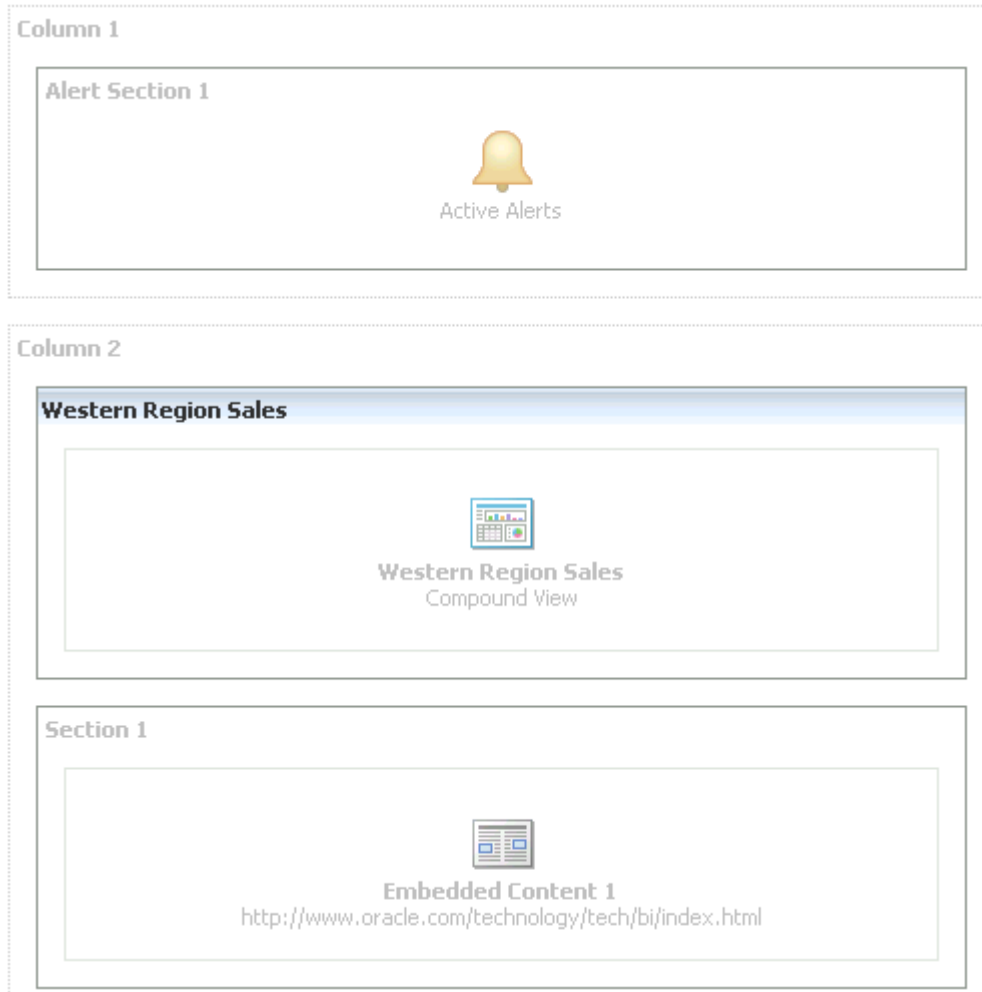 Column 1
Alert Section 1
Active Alerts
Column 2
Western Region Sales
Western Region Sales
Compound View
Section 1
Embedded Content 1
http://www.oracle.com/technology/tech/bi/index.html